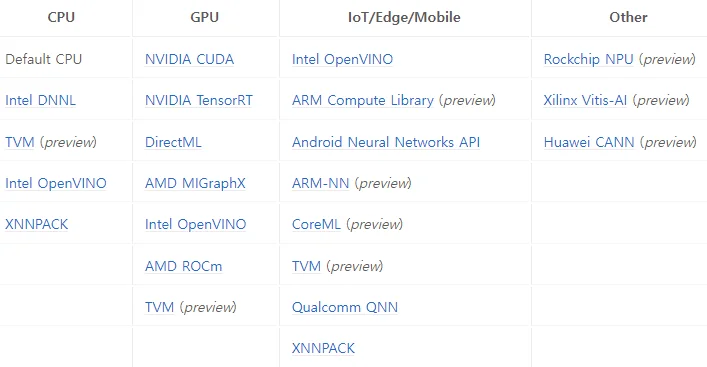 CPU GPU IoT/Edge/Mobile Other
Default CPU NVIDIA CUDA Intel OpenVINO Rockchip NPU (preview)
Intel DNNL NVIDIA TensorRT ARM Compute Library (preview) Xilinx Vitis-AI (preview)
TVM (preview) DirectML Android Neural Networks API Huawei CANN (preview)
Intel OpenVINO AMD MIGraphX ARM-NN (preview)
XNNPACK Intel OpenVINO CoreML (preview)
AMD ROCm TVM (preview)
TVM (preview) Qualcomm QNN
XNNPACK